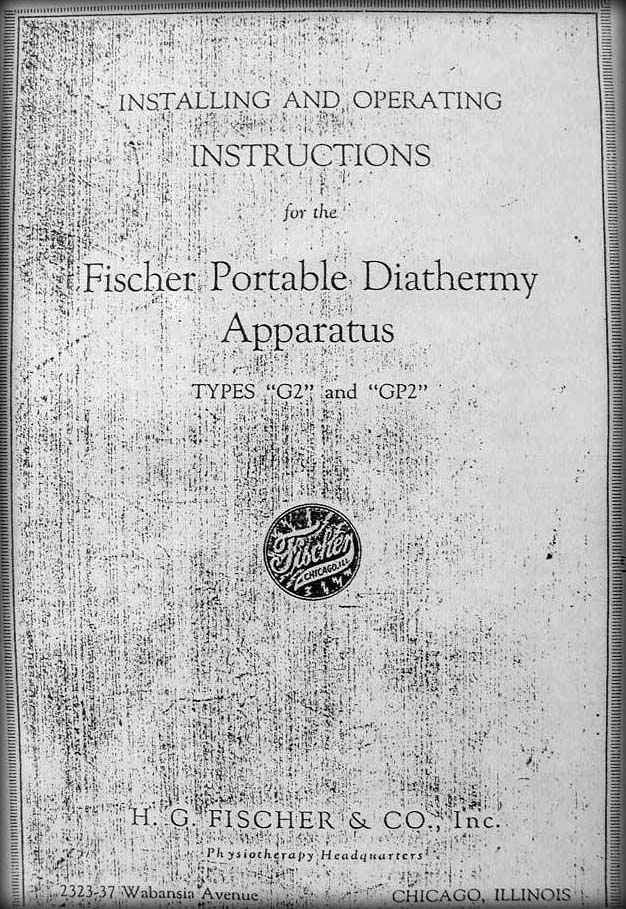 INSTALLING AND OPERATING
INSTRUCTIONS
for the
Fischer Portable Diathermy
Apparatus
TYPES "G2" and "GP2"
Fischer
CHICAGO, ILL.
H. G. FISCHER & CO., Inc.
Physiotherapy Headquarters
2323-37 Wabansia Avenue CHICAGO, ILLINOIS